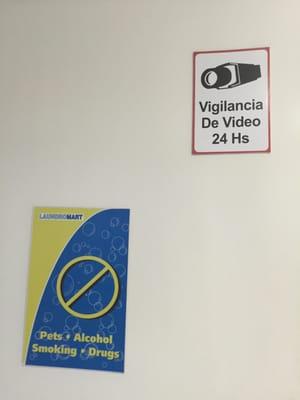 Vigilancia
De Video
24 Hs
LAUNDROMART
Pets • Alcohol
Smoking • Drugs